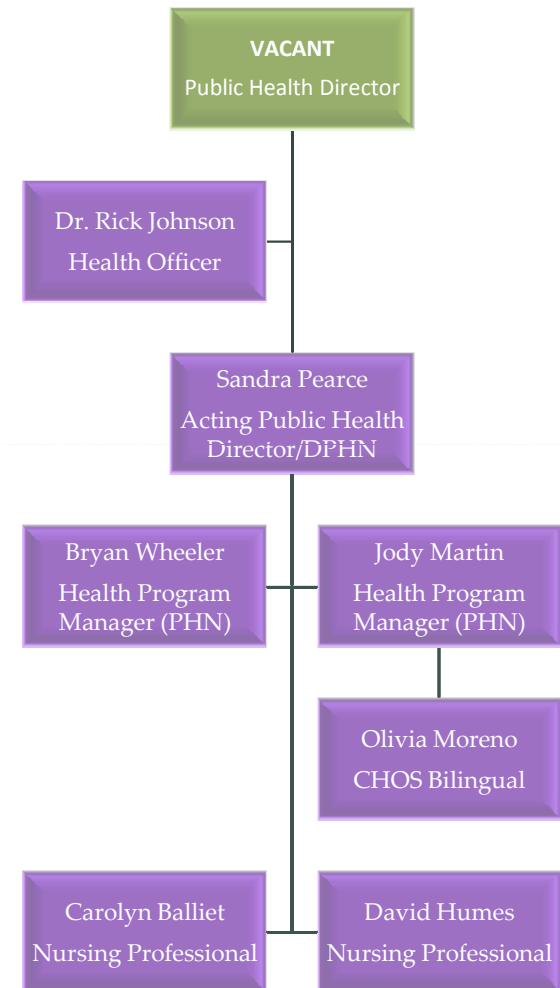 VACANT
Public Health Director
Dr. Rick Johnson
Health Officer
Sandra Pearce
Acting Public Health
Director/DPHN
Bryan Wheeler
Health Program
Manager (PHN)
Jody Martin
Health Program
Manager (PHN)
Olivia Moreno
CHOS Bilingual
Carolyn Balliet
Nursing Professional
David Humes
Nursing Professional